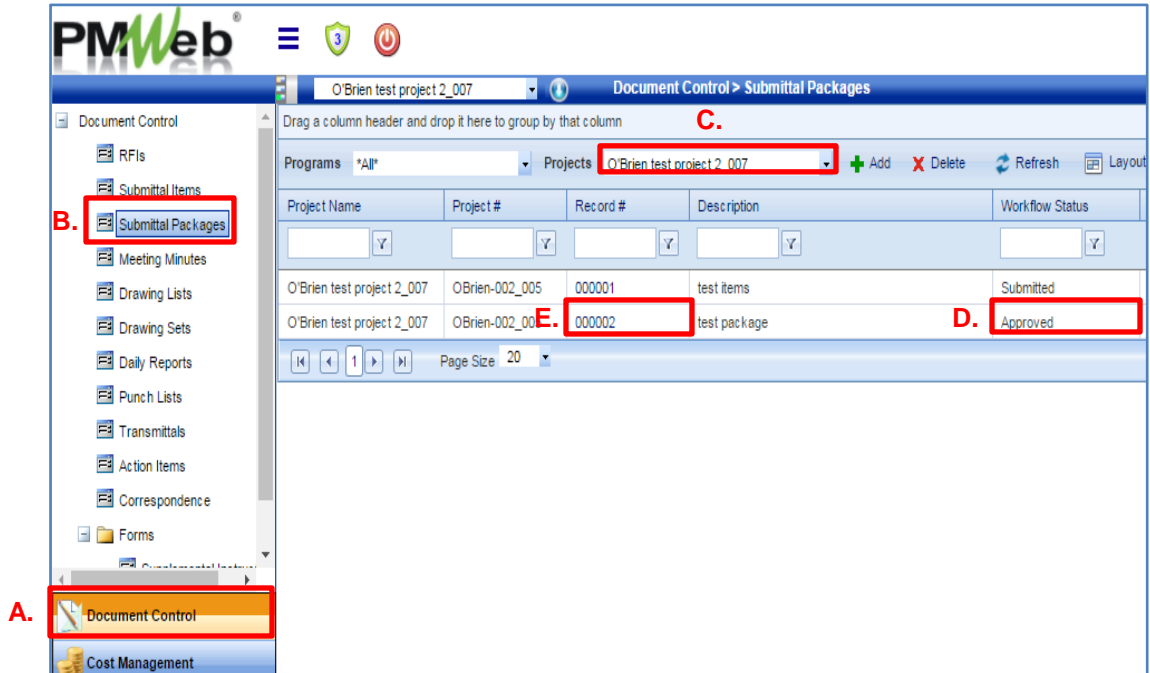 PMWeb®
3
O'Brien test project 2_007
Document Control > Submittal Packages
Document Control
RFIs
Submittal Items
B.
Submittal Packages
Meeting Minutes
Drawing Lists
Drawing Sets
Daily Reports
Punch Lists
Transmittals
Action Items
Correspondence
Forms
A.
Document Control
Cost Management
Drag a column header and drop it here to group by that column
C.
Programs *All* Projects O'Brien test project 2_007 Add Delete Refresh Layout
Project Name Project # Record # Description Workflow Status
O'Brien test project 2_007 OBrien-002_005 000001 test items Submitted
O'Brien test project 2_007 OBrien-002_00 E. 000002 test package D. Approved
1 Page Size 20